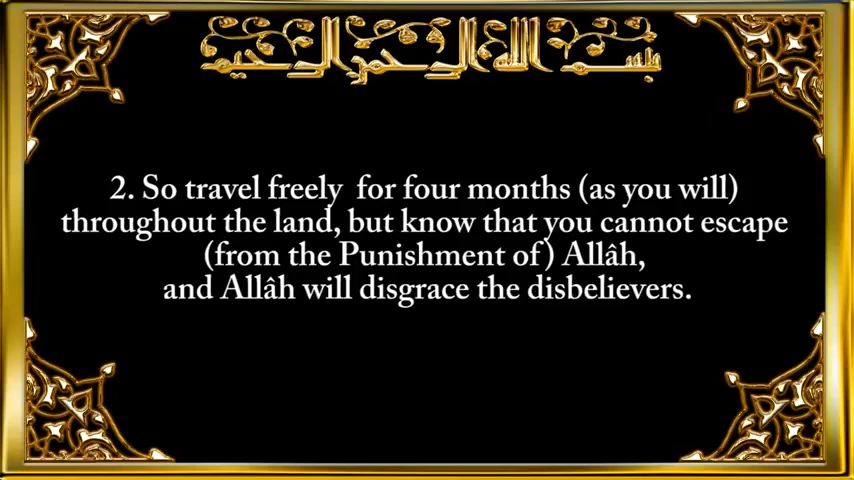 بسم الله الرحمن الرحيم
2. So travel freely  for four months (as you will)
throughout the land, but know that you cannot escape
(from the Punishment of) Allâh,
and Allâh will disgrace the disbelievers.